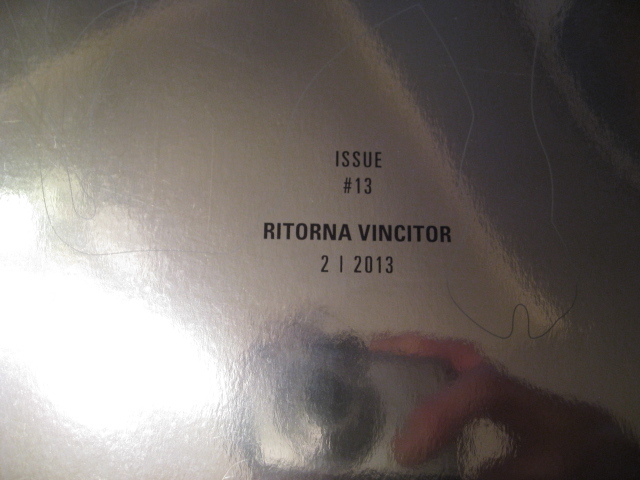 ISSUE
#13
RITORNA VINCITOR
2 | 2013